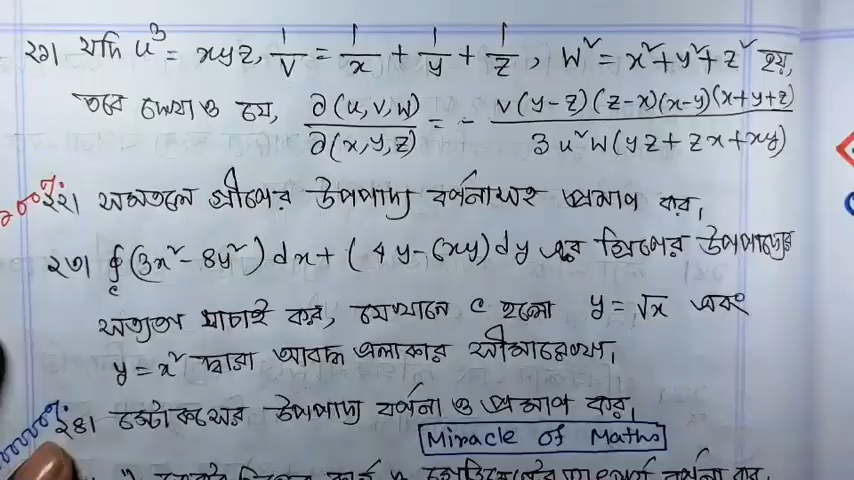 ২১। যদি u³ = xyz, 1/v = 1/x + 1/y + 1/z, w² = x²+y²+z² হয়,
তবে দেখাও যে, ∂(u,v,w)/∂(x,y,z) = - v(y-z)(z-x)(x-y)(x+y+z)/3u²w(yz+zx+xy)
২০০%
২২। সমতলে গ্রীণের উপপাদ্য বর্ণনাসহ প্রমাণ কর।
২৩। ∮c (3x²-8y²)dx+(4y-6xy)dy এর গ্রিণের উপপাদ্যের
সত্যতা যাচাই কর, যেখানে c হলো y=√x এবং
y=x² দ্বারা আবদ্ধ এলাকার সীমারেখা।
২৪। স্টোকসের উপপাদ্য বর্ণনা ও প্রমাণ কর।
Miracle of Maths